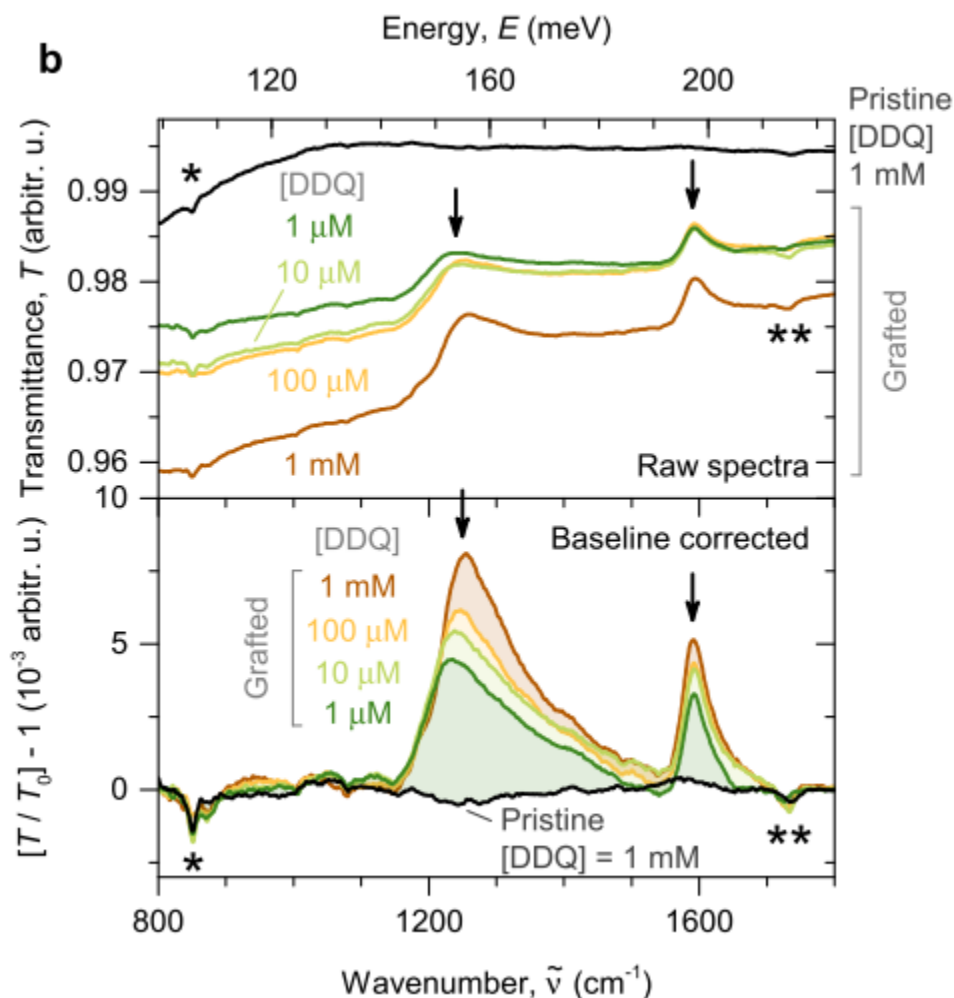 b
Energy, E (meV)
120 160 200
Transmittance, T (arbitr. u.)
0.99
0.98
0.97
0.96
*
[DDQ]
1 μM
10 μM
100 μM
1 mM
**
Raw spectra
Pristine
[DDQ]
1 mM
Grafted
[T / T₀] - 1 (10⁻³ arbitr. u.)
10
5
0
Baseline corrected
[DDQ]
1 mM
100 μM
10 μM
1 μM
Grafted
Pristine
[DDQ] = 1 mM
*
**
800 1200 1600
Wavenumber, ṽ (cm⁻¹)